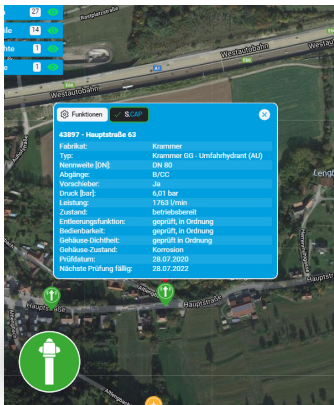 27
Rauplatzstraße
14
1
1
Westautobahn
A1
E60
Westautobahn
Funktionen
S.CAP
43897 - Hauptstraße 63
Fabrikat: Krammer
Typ: Krammer GG - Umfahrhydrant (AU)
Nennweite [DN]: DN 80
Abgänge: B/CC
Vorschieber: Ja
Druck [bar]: 6,01 bar
Leistung: 1763 l/min
Zustand: betriebsbereit
Entleerungsfunktion: geprüft, in Ordnung
Bedienbarkeit: geprüft, in Ordnung
Gehäuse-Dichtheit: geprüft in Ordnung
Gehäuse-Zustand: Korrosion
Prüfdatum: 28.07.2020
Nächste Prüfung fällig: 28.07.2022
Hauptstraße
Hauptstraße